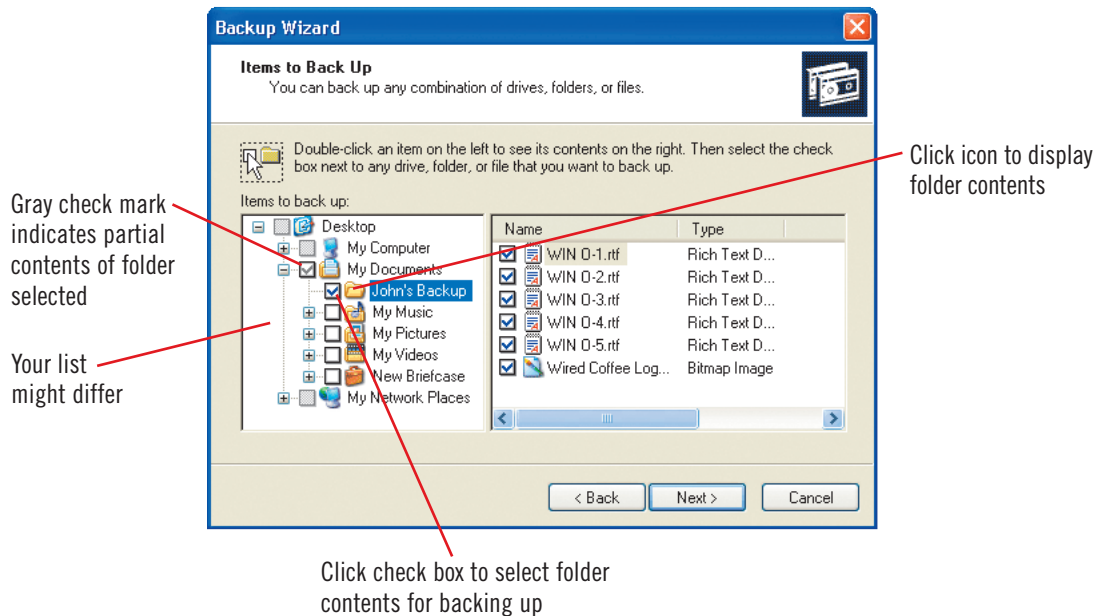 Backup Wizard
Items to Back Up
You can back up any combination of drives, folders, or files.
Double-click an item on the left to see its contents on the right. Then select the check
box next to any drive, folder, or file that you want to back up.
Click icon to display
folder contents
Gray check mark
indicates partial
contents of folder
selected
Your list
might differ
Items to back up:
Desktop
My Computer
My Documents
John's Backup
My Music
My Pictures
My Videos
New Briefcase
My Network Places
Name Type
WIN O-1.rtf Rich Text D...
WIN O-2.rtf Rich Text D...
WIN O-3.rtf Rich Text D...
WIN O-4.rtf Rich Text D...
WIN O-5.rtf Rich Text D...
Wired Coffee Log... Bitmap Image
< Back Next > Cancel
Click check box to select folder
contents for backing up